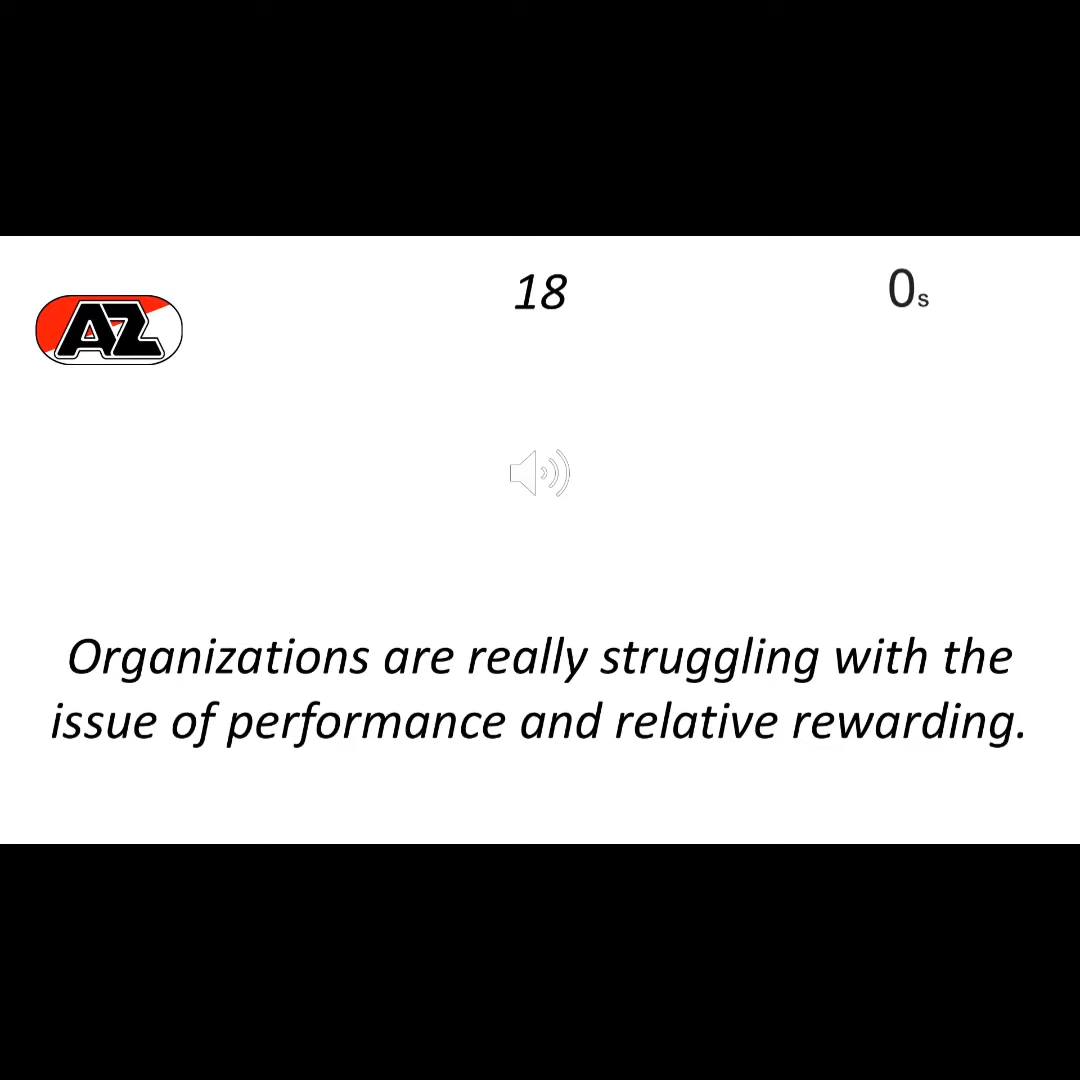 AZ
18
0s
Organizations are really struggling with the
issue of performance and relative rewarding.